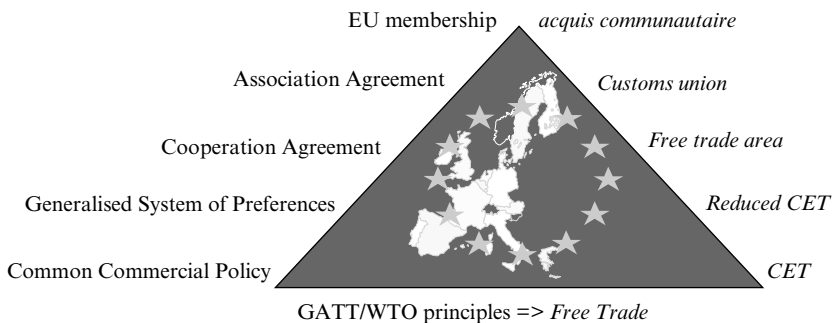 EU membership acquis communautaire
Association Agreement Customs union
Cooperation Agreement Free trade area
Generalised System of Preferences Reduced CET
Common Commercial Policy CET
GATT/WTO principles => Free Trade